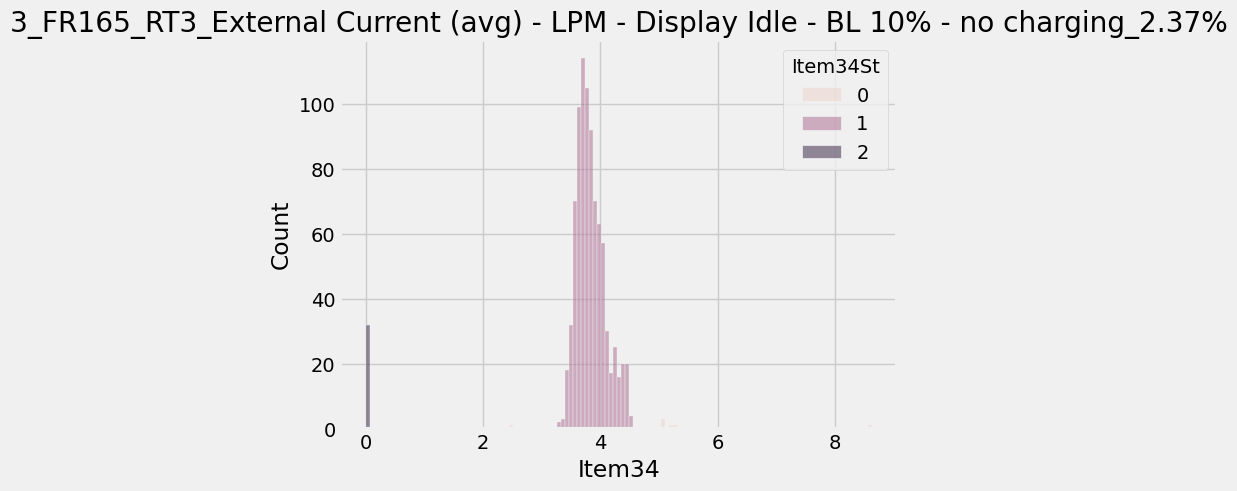 3_FR165_RT3_External Current (avg) - LPM - Display Idle - BL 10% - no charging_2.37%
Item34St
0
1
2
Count
100
80
60
40
20
0
0 2 4 6 8
Item34